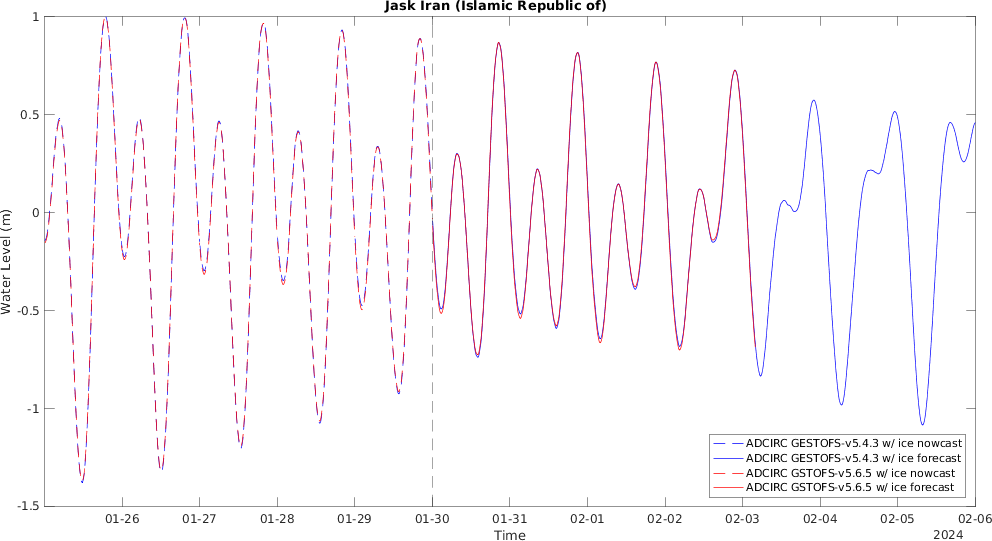 Jask Iran (Islamic Republic of)
Water Level (m)
1
0.5
0
-0.5
-1
-1.5
ADCIRC GESTOFS-v5.4.3 w/ ice nowcast
ADCIRC GESTOFS-v5.4.3 w/ ice forecast
ADCIRC GSTOFS-v5.6.5 w/ ice nowcast
ADCIRC GSTOFS-v5.6.5 w/ ice forecast
01-26 01-27 01-28 01-29 01-30 01-31 02-01 02-02 02-03 02-04 02-05 02-06
Time
2024